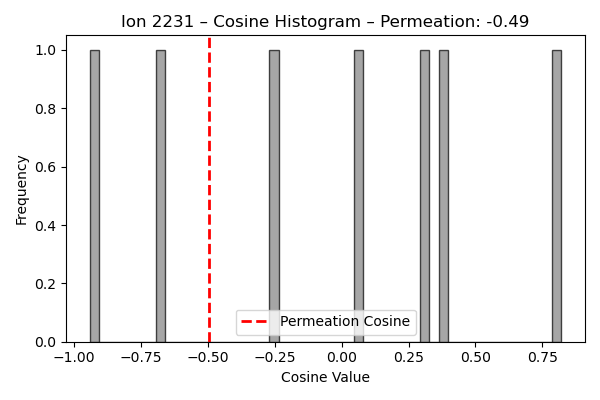 Ion 2231 – Cosine Histogram – Permeation: -0.49
Frequency
1.0
0.8
0.6
0.4
0.2
0.0
Permeation Cosine
−1.00 −0.75 −0.50 −0.25 0.00 0.25 0.50 0.75
Cosine Value